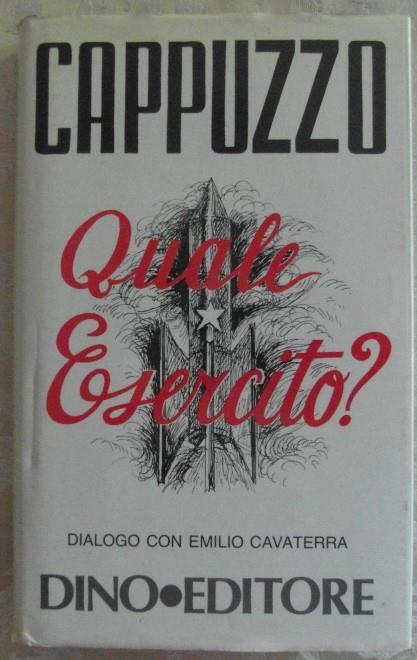 CAPPUZZO
Quale
Esercito?
DIALOGO CON EMILIO CAVATERRA
DINO•EDITORE